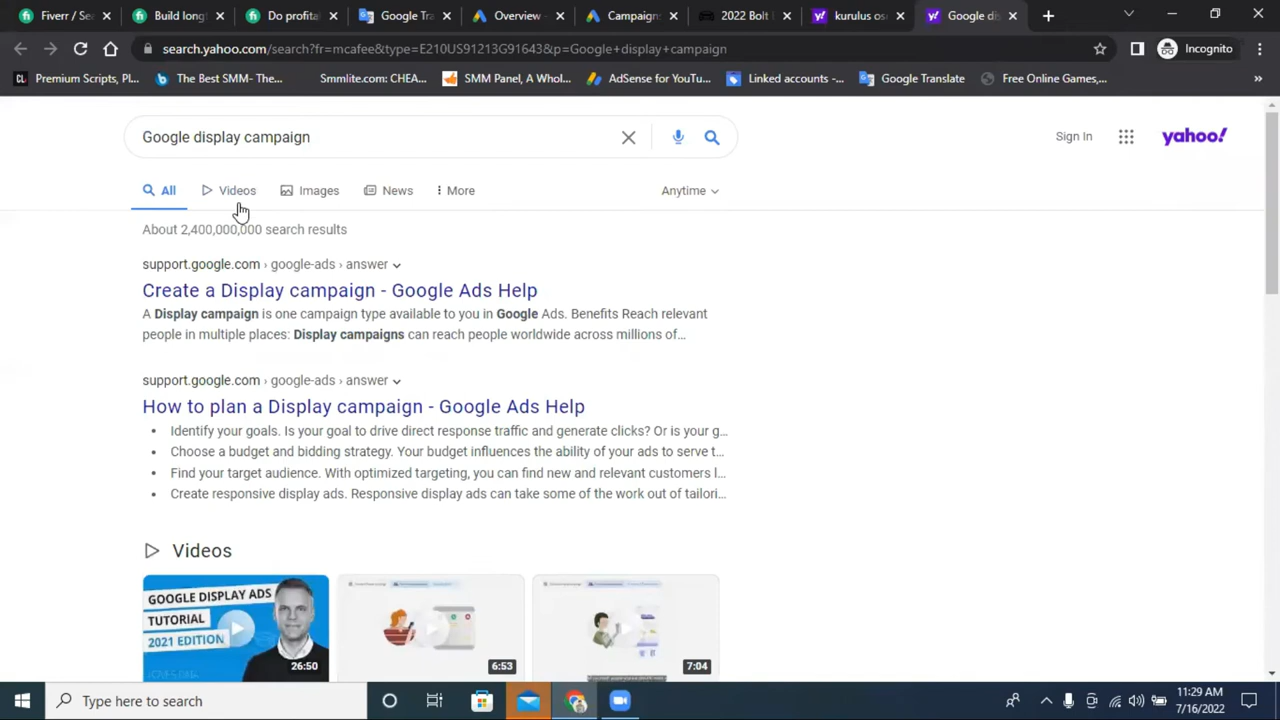 Fiverr / Se
Build long
Do profita
Google Tra
Overview -
Campaign
2022 Bolt
kurulus os
Google di
search.yahoo.com/search?fr=mcafee&type=E210US91213G91643&p=Google+display+campaign
Incognito
Premium Scripts, Pl...
The Best SMM- The...
Smmlite.com: CHEA...
SMM Panel, A Whol...
AdSense for YouTu...
Linked accounts -...
Google Translate
Free Online Games,...
Google display campaign
Sign In
yahoo!
All
Videos
Images
News
More
Anytime
About 2,400,000,000 search results
support.google.com › google-ads › answer
Create a Display campaign - Google Ads Help
A Display campaign is one campaign type available to you in Google Ads. Benefits Reach relevant
people in multiple places: Display campaigns can reach people worldwide across millions of...
support.google.com › google-ads › answer
How to plan a Display campaign - Google Ads Help
• Identify your goals. Is your goal to drive direct response traffic and generate clicks? Or is your g...
• Choose a budget and bidding strategy. Your budget influences the ability of your ads to serve t...
• Find your target audience. With optimized targeting, you can find new and relevant customers l...
• Create responsive display ads. Responsive display ads can take some of the work out of tailori...
Videos
GOOGLE DISPLAY ADS
TUTORIAL
2021 EDITION
26:50
6:53
7:04
Type here to search
11:29 AM
7/16/2022